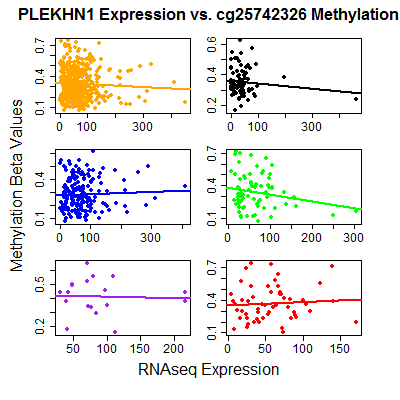 PLEKHN1 Expression vs. cg25742326 Methylation
Methylation Beta Values
0.1 0.4 0.7
0 100 300
0.2 0.4 0.6
0 100 300
0.1 0.4
0 100 300
0.1 0.4 0.7
0 100 200 300
0.2 0.5
50 100 150 200
0.1 0.4 0.7
0 50 100 150
RNAseq Expression